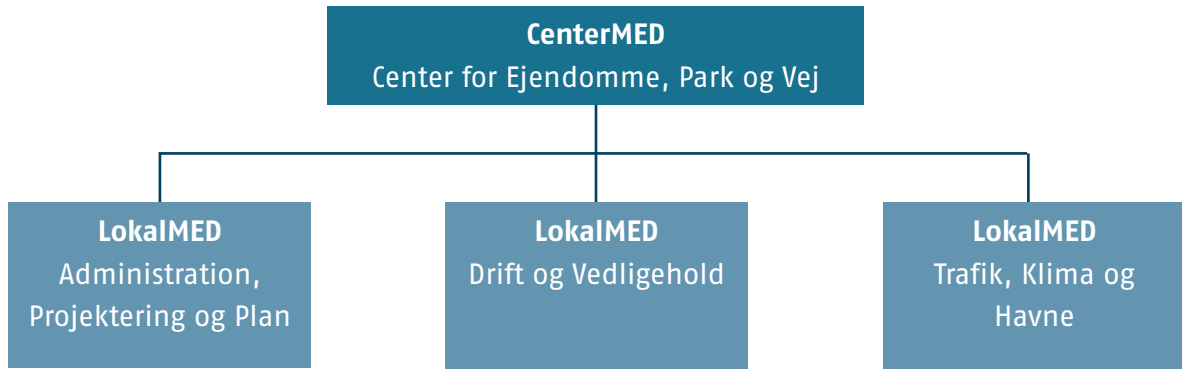 CenterMED
Center for Ejendomme, Park og Vej
LokalMED
Administration,
Projektering og Plan
LokalMED
Drift og Vedligehold
LokalMED
Trafik, Klima og
Havne